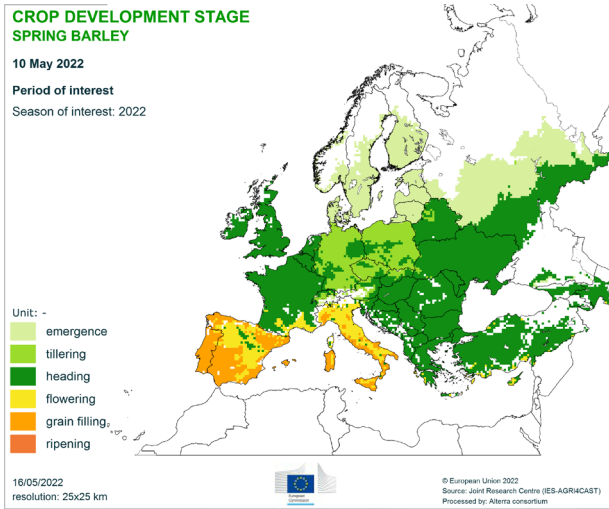 CROP DEVELOPMENT STAGE
SPRING BARLEY
10 May 2022
Period of interest
Season of interest: 2022
Unit: -
emergence
tillering
heading
flowering
grain filling
ripening
16/05/2022
resolution: 25x25 km
European
Commission
© European Union 2022
Source: Joint Research Centre (IES-AGRI4CAST)
Processed by: Alterra consortium